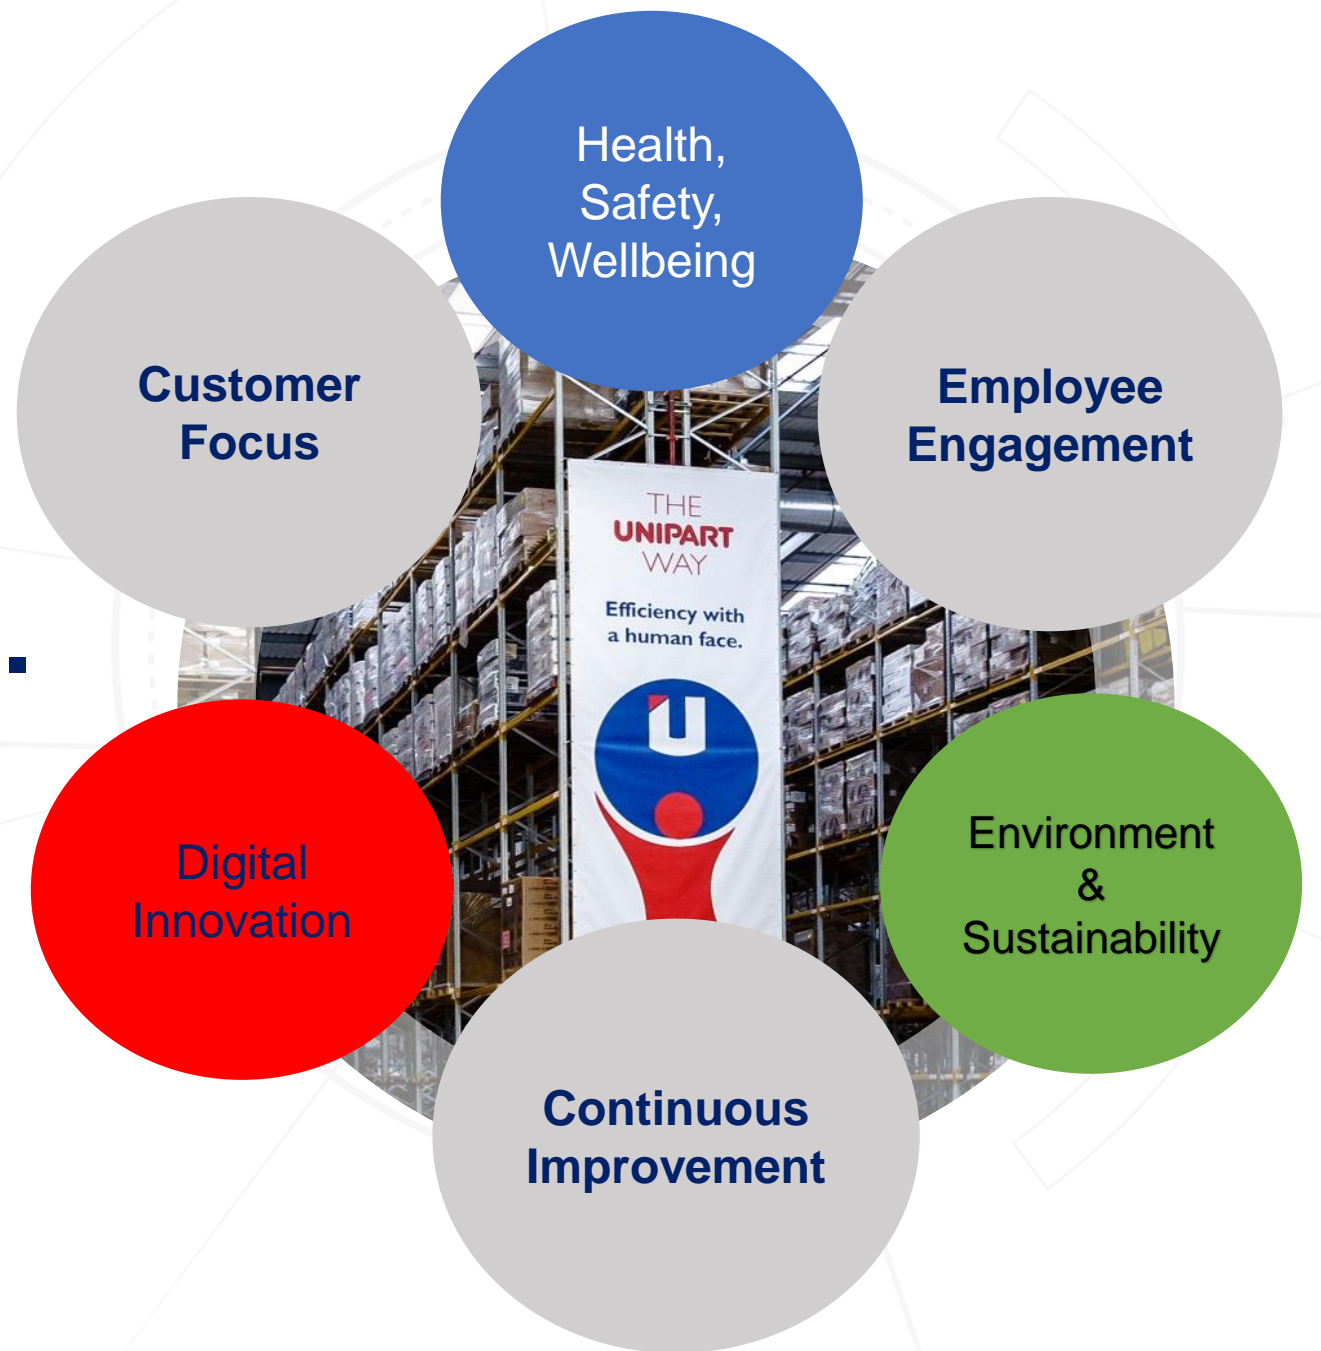 Health,
Safety,
Wellbeing
Customer
Focus
Employee
Engagement
THE
UNIPART
WAY
Efficiency with
a human face.
U
Digital
Innovation
Environment
&
Sustainability
Continuous
Improvement